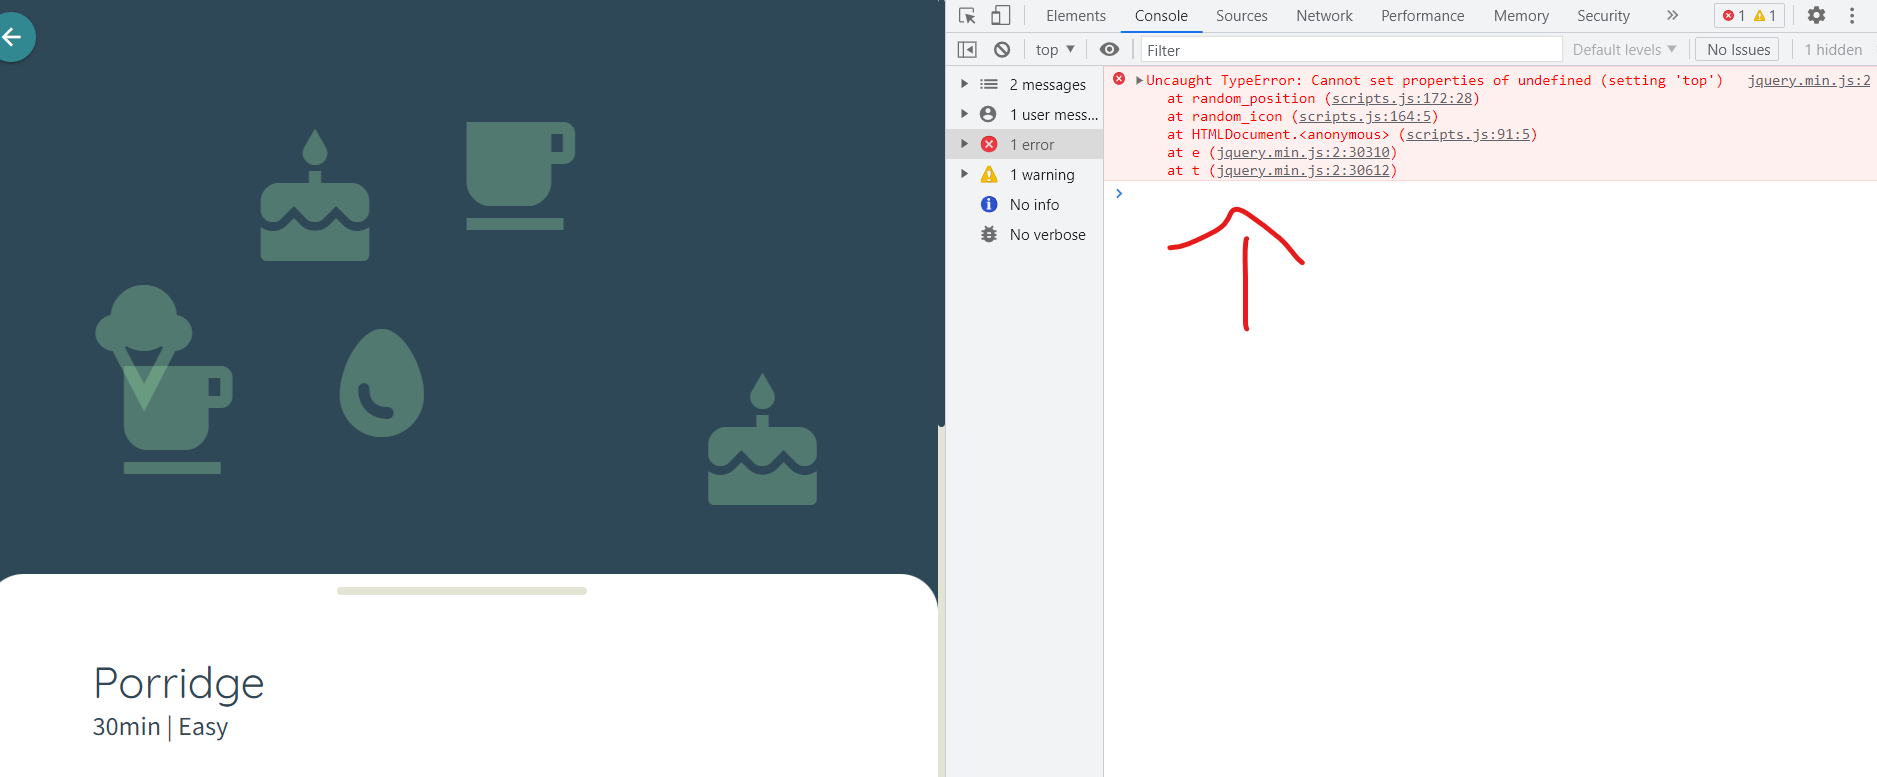 Elements Console Sources Network Performance Memory Security » 1 1
top Filter Default levels No Issues 1 hidden
2 messages
1 user mess...
1 error
1 warning
No info
No verbose
Uncaught TypeError: Cannot set properties of undefined (setting 'top') jquery.min.js:2
at random_position (scripts.js:172:28)
at random_icon (scripts.js:164:5)
at HTMLDocument.<anonymous> (scripts.js:91:5)
at e (jquery.min.js:2:30310)
at t (jquery.min.js:2:30612)
Porridge
30min | Easy